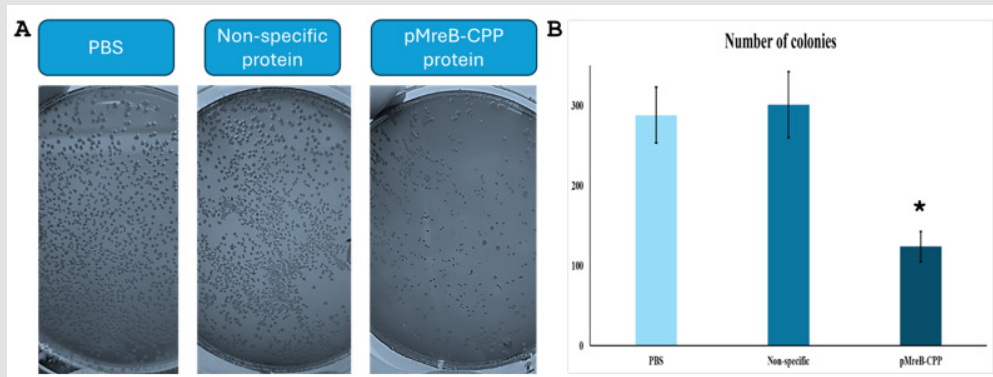 A
PBS
Non-specific
protein
pMreB-CPP
protein
B
Number of colonies
300
200
100
0
*
PBS
Non-specific
pMreB-CPP